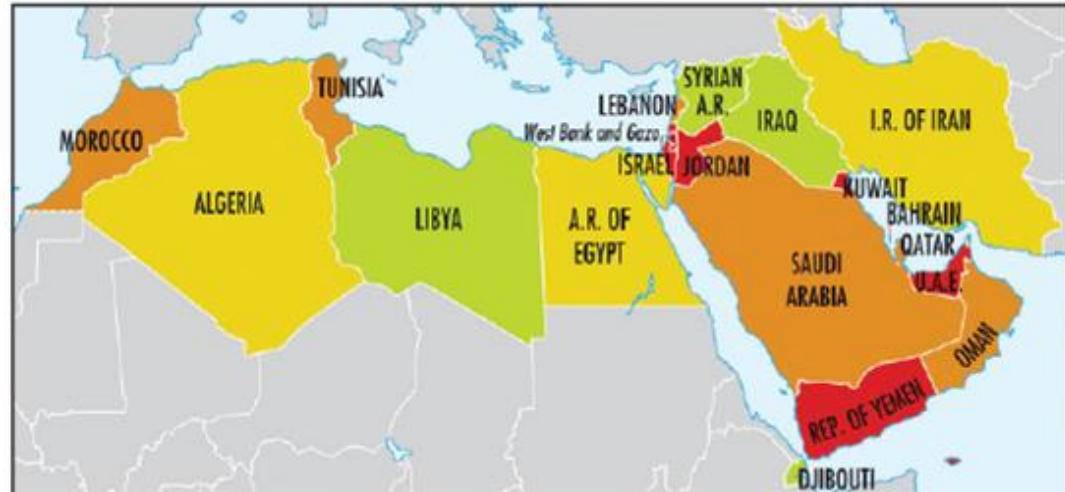 MOROCCO
ALGERIA
TUNISIA
LIBYA
A.R. OF
EGYPT
LEBANON
West Bank and Gaza
ISRAEL
SYRIAN
A.R.
JORDAN
IRAQ
I.R. OF IRAN
KUWAIT
BAHRAIN
QATAR
U.A.E.
SAUDI
ARABIA
OMAN
REP. OF YEMEN
DJIBOUTI